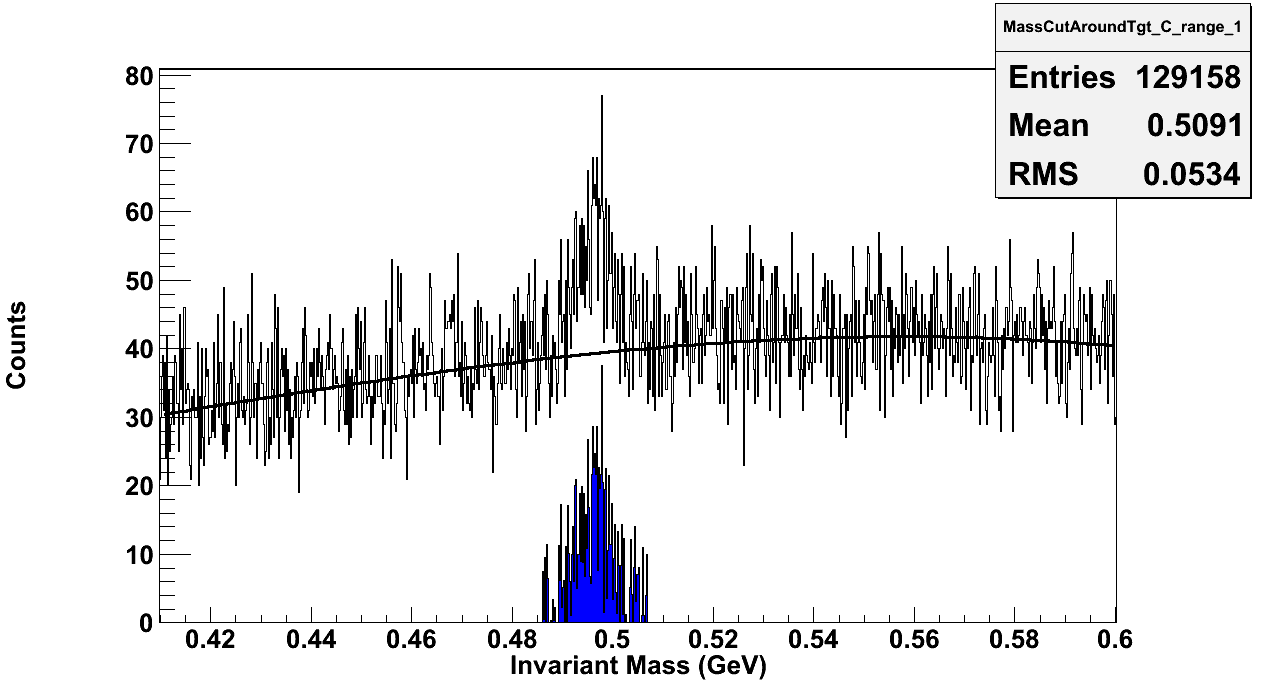 MassCutAroundTgt_C_range_1
Entries 129158
Mean 0.5091
RMS 0.0534
Counts
80
70
60
50
40
30
20
10
0
0.42 0.44 0.46 0.48 0.5 0.52 0.54 0.56 0.58 0.6
Invariant Mass (GeV)